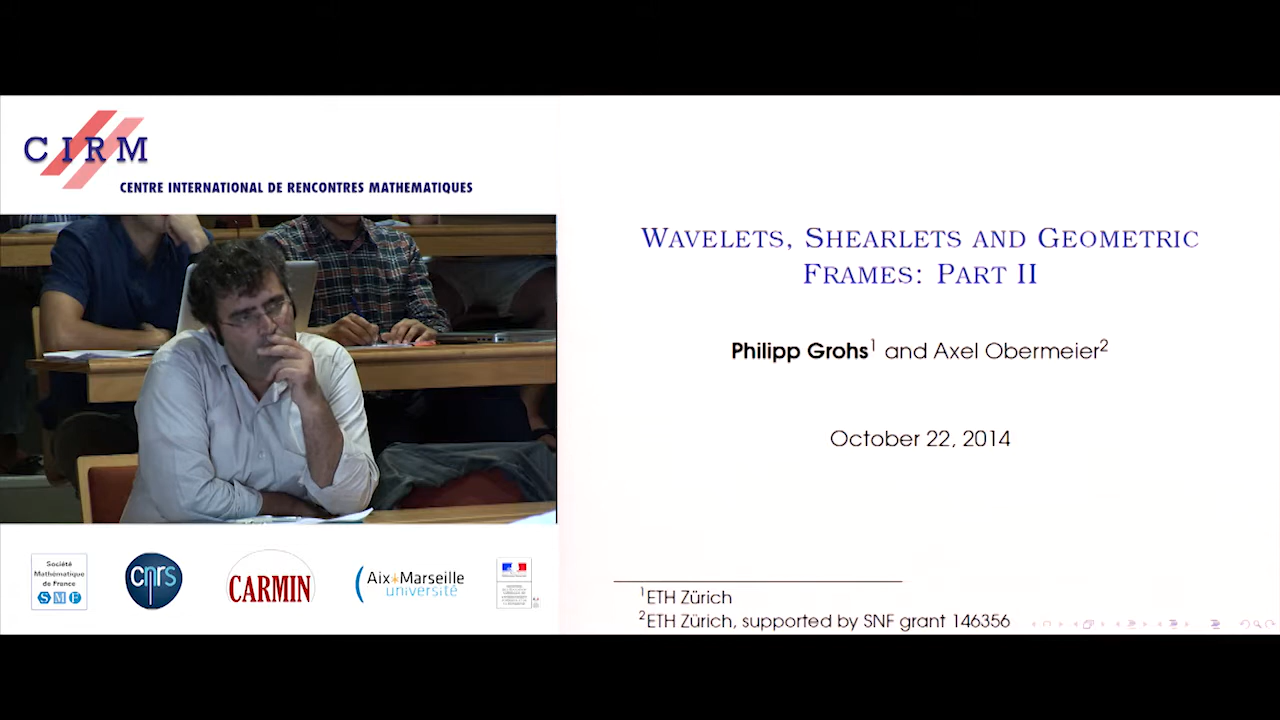 CIRM
CENTRE INTERNATIONAL DE RENCONTRES MATHEMATIQUES
WAVELETS, SHEARLETS AND GEOMETRIC
FRAMES: PART II
Philipp Grohs¹ and Axel Obermeier²
October 22, 2014
¹ETH Zürich
²ETH Zürich, supported by SNF grant 146356
Société
Mathématique
de France
SMF
cnrs
CARMIN
Aix*Marseille
université